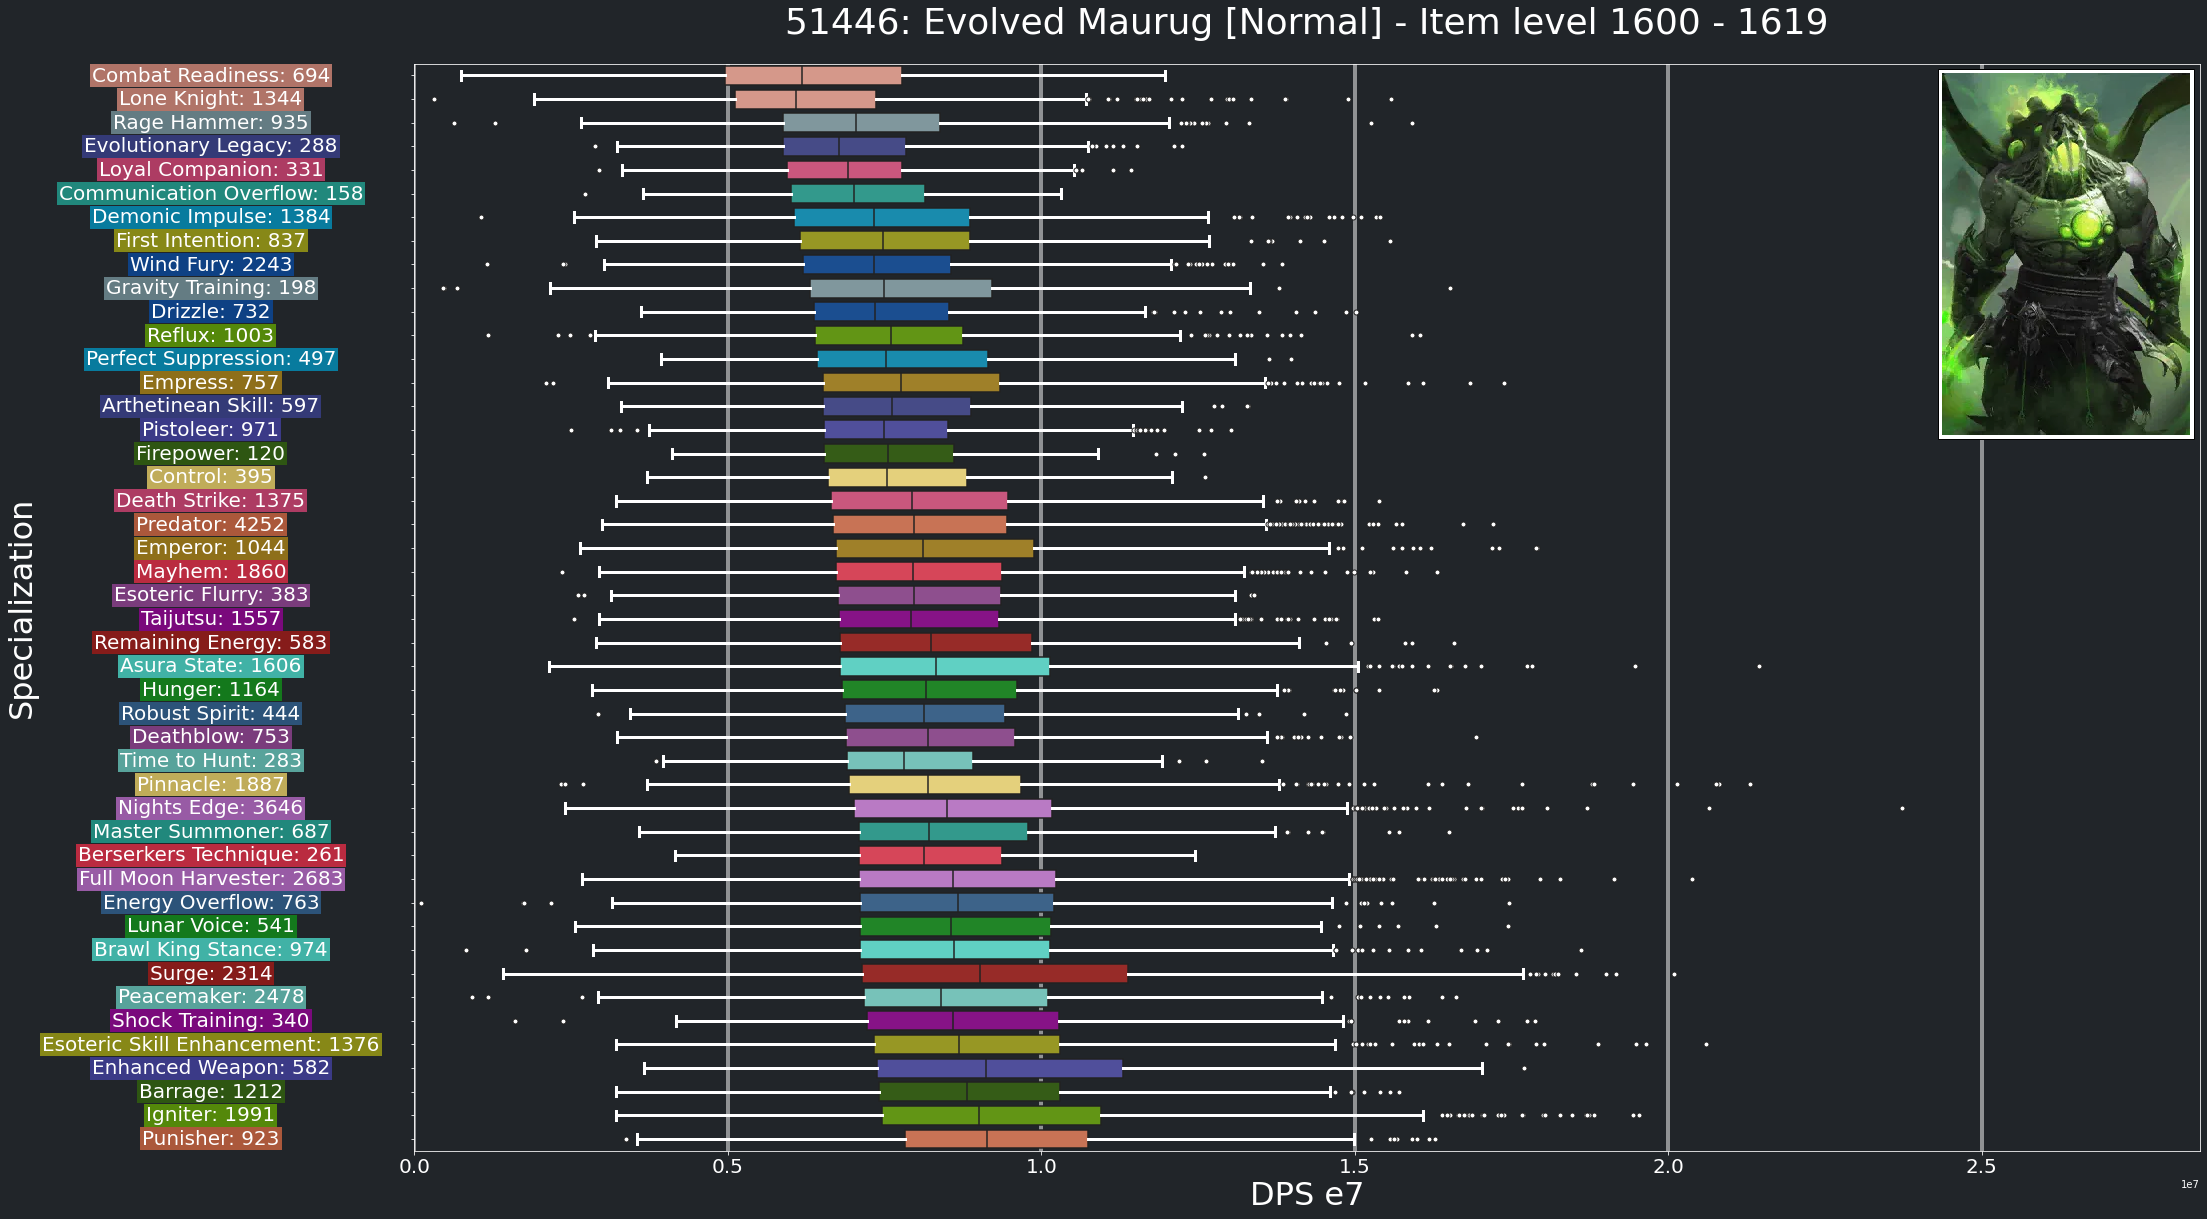 51446: Evolved Maurug [Normal] - Item level 1600 - 1619
Specialization
Combat Readiness: 694
Lone Knight: 1344
Rage Hammer: 935
Evolutionary Legacy: 288
Loyal Companion: 331
Communication Overflow: 158
Demonic Impulse: 1384
First Intention: 837
Wind Fury: 2243
Gravity Training: 198
Drizzle: 732
Reflux: 1003
Perfect Suppression: 497
Empress: 757
Arthetinean Skill: 597
Pistoleer: 971
Firepower: 120
Control: 395
Death Strike: 1375
Predator: 4252
Emperor: 1044
Mayhem: 1860
Esoteric Flurry: 383
Taijutsu: 1557
Remaining Energy: 583
Asura State: 1606
Hunger: 1164
Robust Spirit: 444
Deathblow: 753
Time to Hunt: 283
Pinnacle: 1887
Nights Edge: 3646
Master Summoner: 687
Berserkers Technique: 261
Full Moon Harvester: 2683
Energy Overflow: 763
Lunar Voice: 541
Brawl King Stance: 974
Surge: 2314
Peacemaker: 2478
Shock Training: 340
Esoteric Skill Enhancement: 1376
Enhanced Weapon: 582
Barrage: 1212
Igniter: 1991
Punisher: 923
0.0 0.5 1.0 1.5 2.0 2.5
DPS e7
1e7